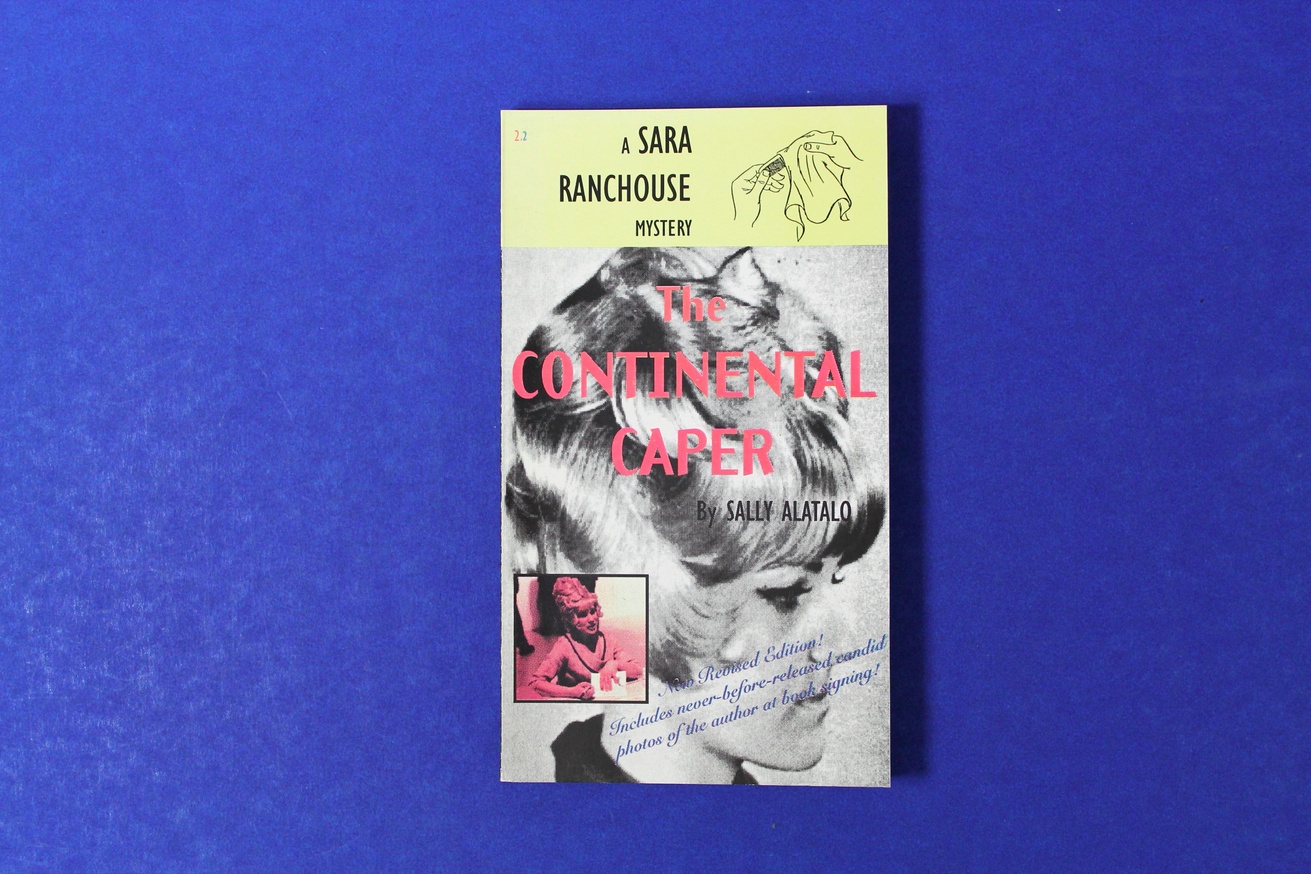 2.2
A SARA
RANCHOUSE
MYSTERY
The
CONTINENTAL
CAPER
By SALLY ALATALO
New Revised Edition!
Includes never-before-released candid
photos of the author at book signing!